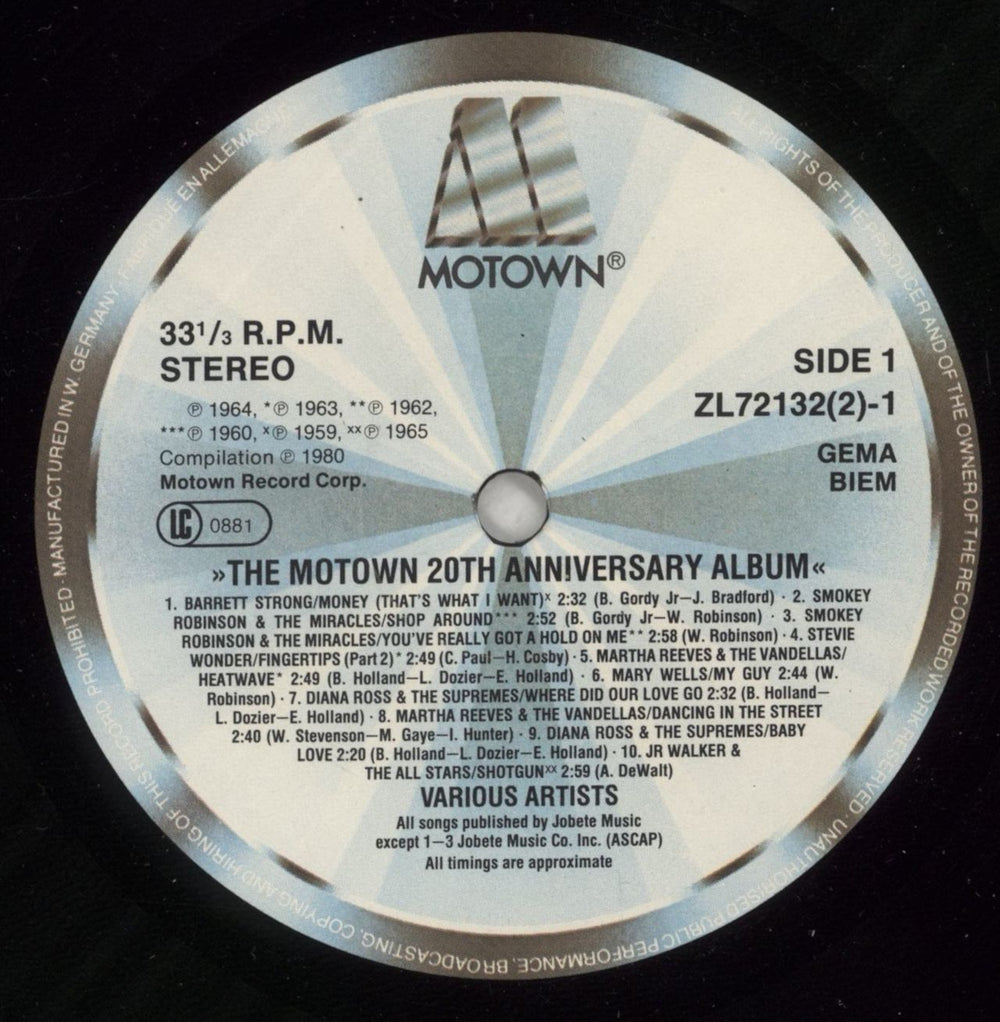 MOTOWN®
33¹/₃ R.P.M.
STEREO
℗ 1964, *℗ 1963, **℗ 1962,
***℗ 1960, ˣ℗ 1959, ˣˣ℗ 1965
Compilation ℗ 1980
Motown Record Corp.
LC 0881
SIDE 1
ZL72132(2)-1
GEMA
BIEM
»THE MOTOWN 20TH ANNIVERSARY ALBUM«
1. BARRETT STRONG/MONEY (THAT'S WHAT I WANT)ˣ 2:32 (B. Gordy Jr—J. Bradford) · 2. SMOKEY
ROBINSON & THE MIRACLES/SHOP AROUND*** 2:52 (B. Gordy Jr—W. Robinson) · 3. SMOKEY
ROBINSON & THE MIRACLES/YOU'VE REALLY GOT A HOLD ON ME** 2:58 (W. Robinson) · 4. STEVIE
WONDER/FINGERTIPS (Part 2)* 2:49 (C. Paul—H. Cosby) · 5. MARTHA REEVES & THE VANDELLAS/
HEATWAVE* 2:49 (B. Holland—L. Dozier—E. Holland) · 6. MARY WELLS/MY GUY 2:44 (W.
Robinson) · 7. DIANA ROSS & THE SUPREMES/WHERE DID OUR LOVE GO 2:32 (B. Holland—
L. Dozier—E. Holland) · 8. MARTHA REEVES & THE VANDELLAS/DANCING IN THE STREET
2:40 (W. Stevenson—M. Gaye—I. Hunter) · 9. DIANA ROSS & THE SUPREMES/BABY
LOVE 2:20 (B. Holland—L. Dozier—E. Holland) · 10. JR WALKER &
THE ALL STARS/SHOTGUNˣˣ 2:59 (A. DeWalt)
VARIOUS ARTISTS
All songs published by Jobete Music
except 1—3 Jobete Music Co. Inc. (ASCAP)
All timings are approximate
ALL RIGHTS OF THE PRODUCER AND OF THE OWNER OF THE RECORDED WORK RESERVED · UNAUTHORISED PUBLIC PERFORMANCE, BROADCASTING, COPYING AND HIRING OF THIS RECORD PROHIBITED · MANUFACTURED IN W. GERMANY · FABRIQUÉ EN ALLEMAGNE